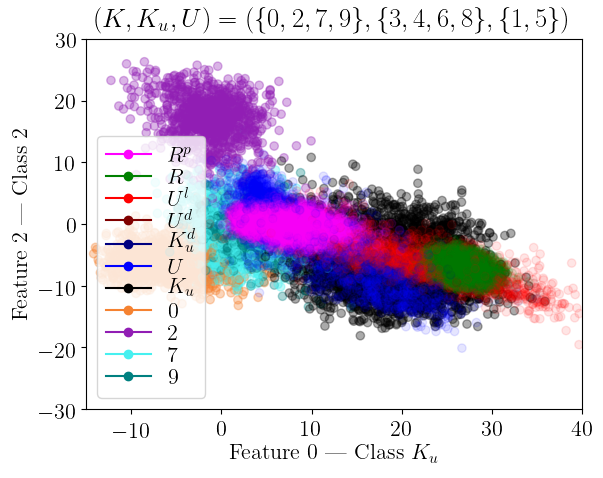 (K, K_u, U) = ({0, 2, 7, 9}, {3, 4, 6, 8}, {1, 5})
30
20
10
0
−10
−20
−30
Feature 2 — Class 2
R^p
R
U^l
U^d
K_u^d
U
K_u
0
2
7
9
−10 0 10 20 30 40
Feature 0 — Class K_u